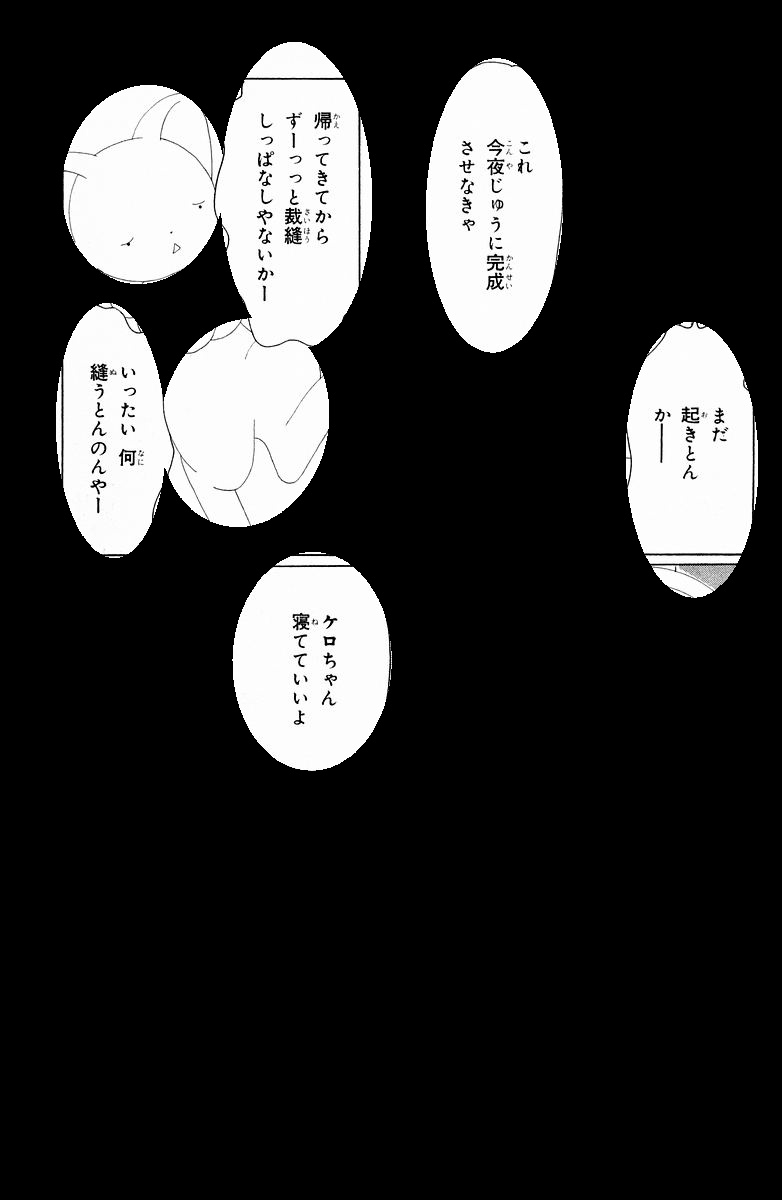 まだ
起きとん
かーー
ケロちゃん
寝てていいよ
これ
今夜じゅうに完成
させなきゃ
帰ってきてから
ずーっっと裁縫
しっぱなしやないかー
いったい 何
縫うとんのんやー